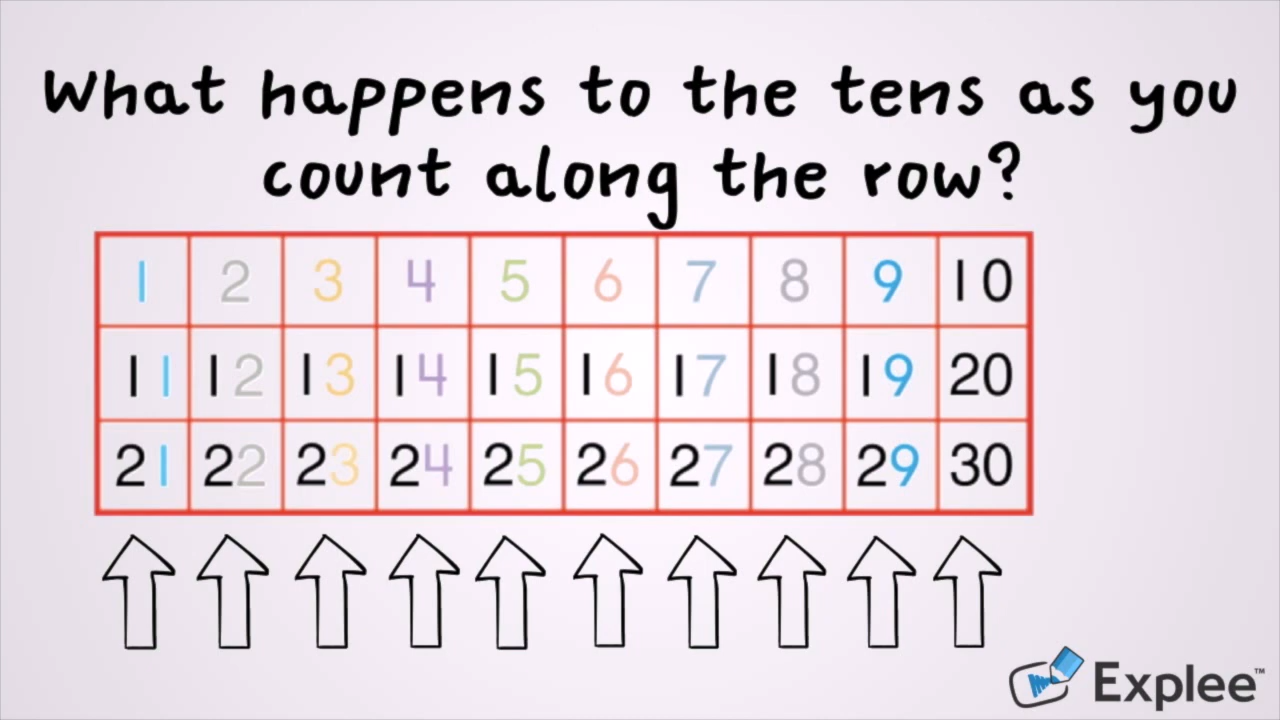 What happens to the tens as you
count along the row?
1 2 3 4 5 6 7 8 9 10
11 12 13 14 15 16 17 18 19 20
21 22 23 24 25 26 27 28 29 30
Explee™